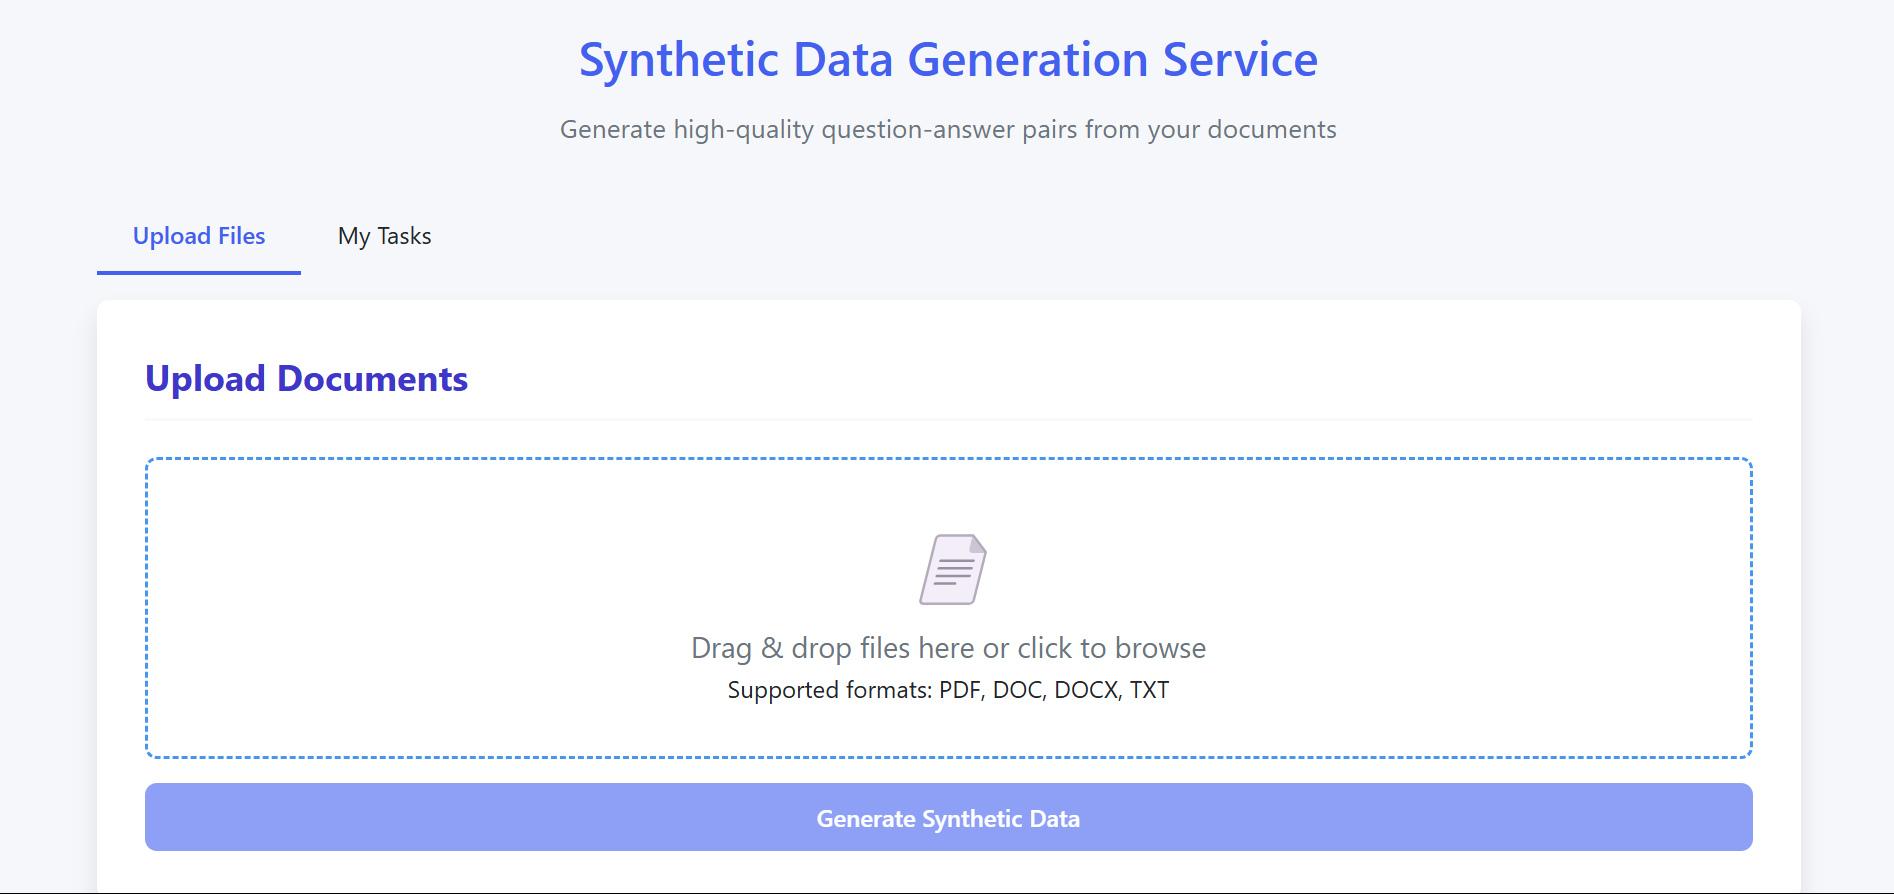 Synthetic Data Generation Service
Generate high-quality question-answer pairs from your documents
Upload Files
My Tasks
Upload Documents
Drag & drop files here or click to browse
Supported formats: PDF, DOC, DOCX, TXT
Generate Synthetic Data